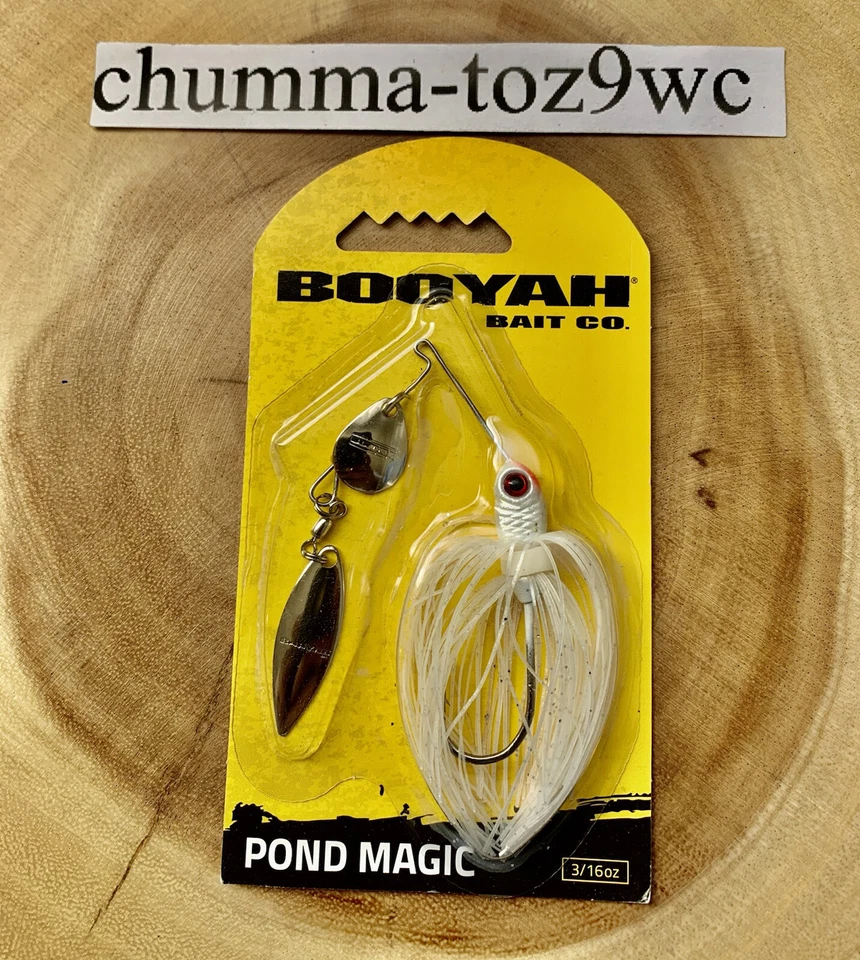 chumma-toz9wc
BOOYAH®
BAIT CO.
POND MAGIC
3/16oz